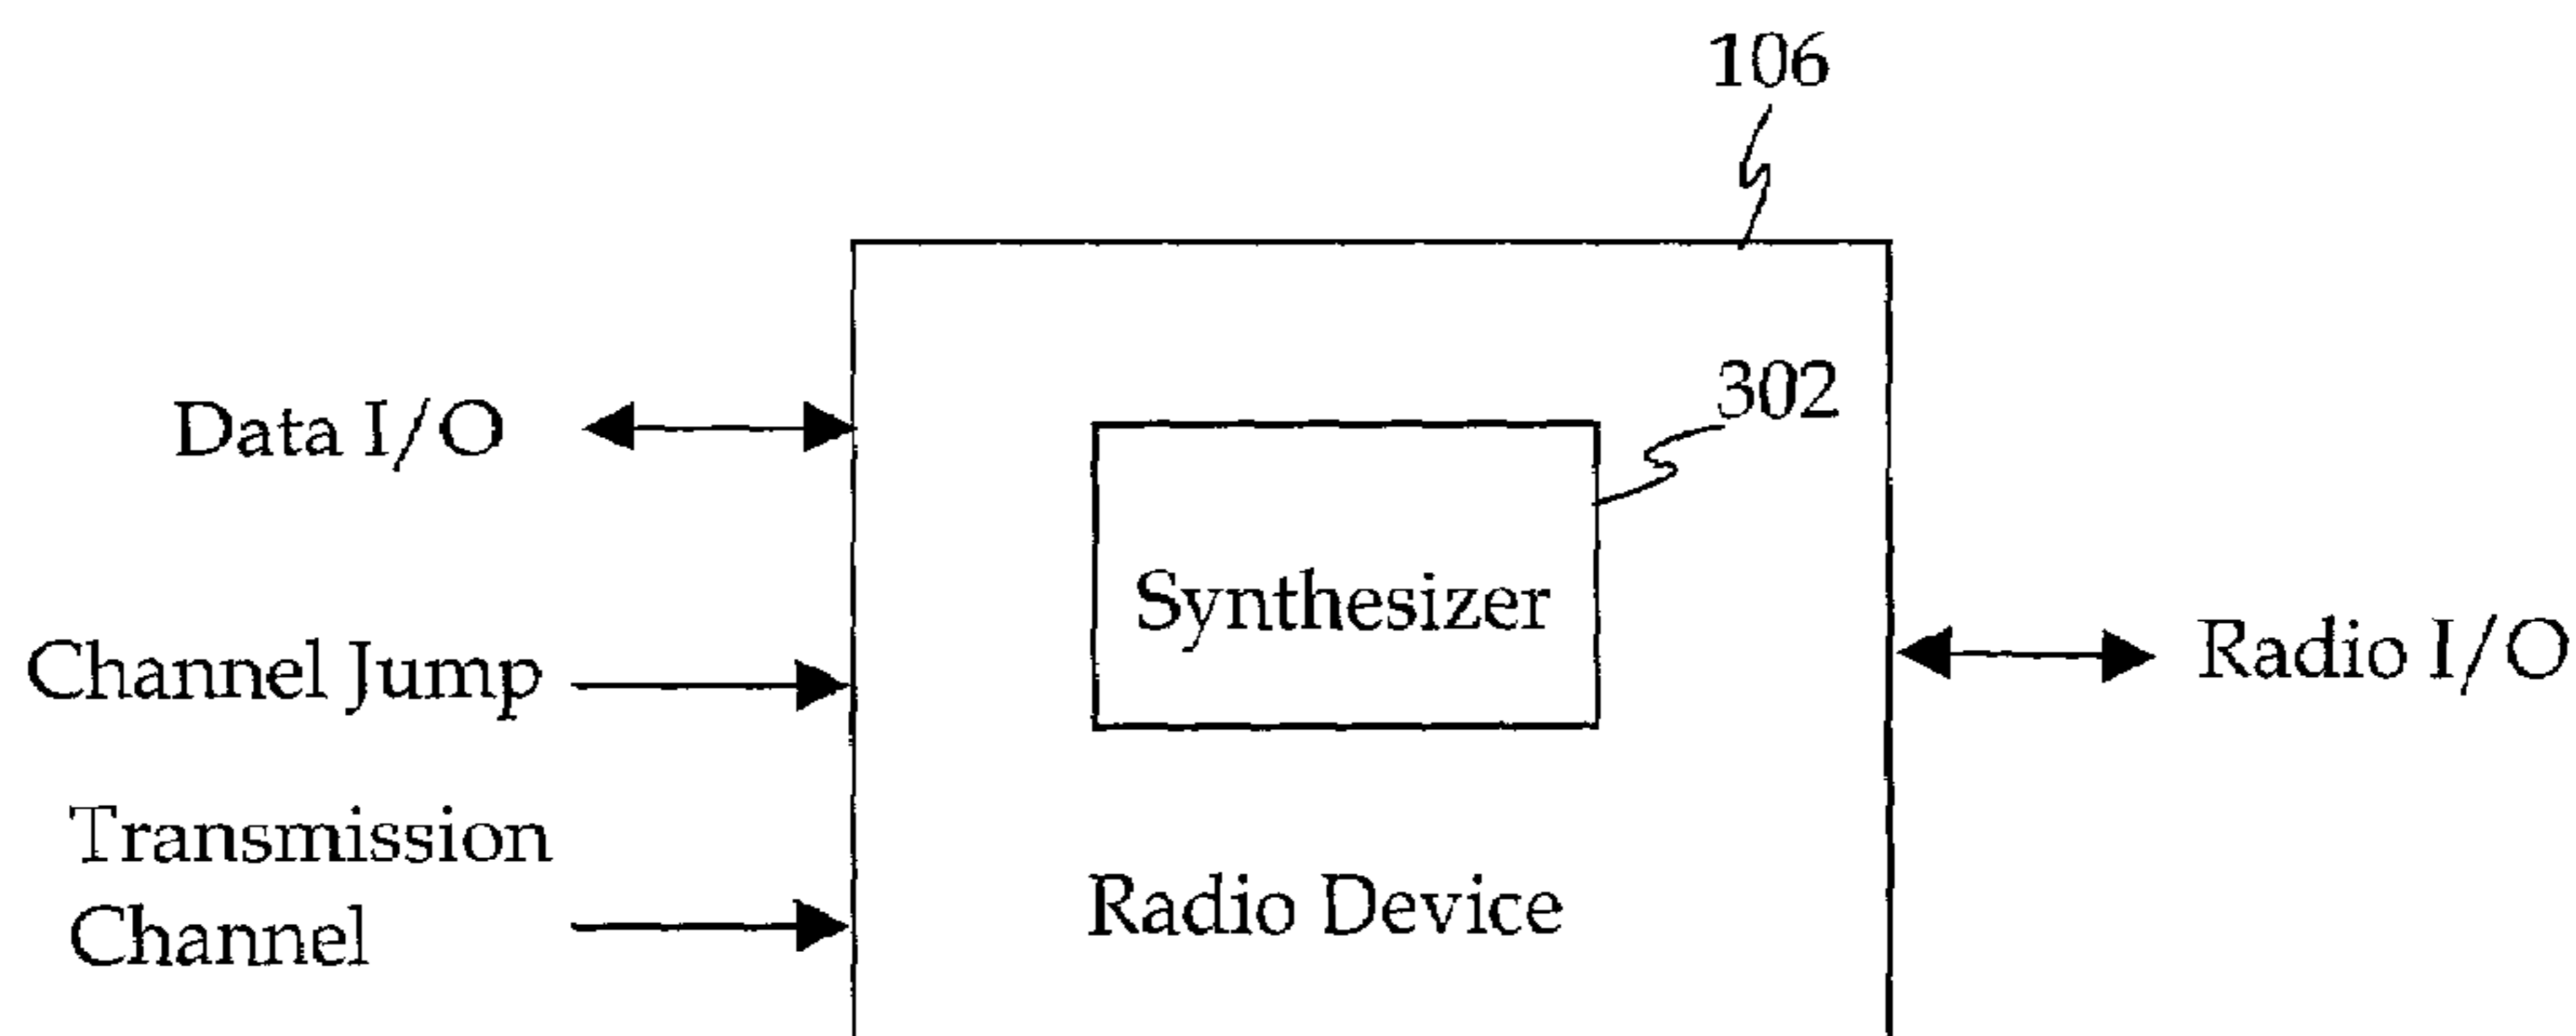 106
302
Data I/O
Synthesizer
Channel Jump
Radio I/O
Transmission
Channel
Radio Device